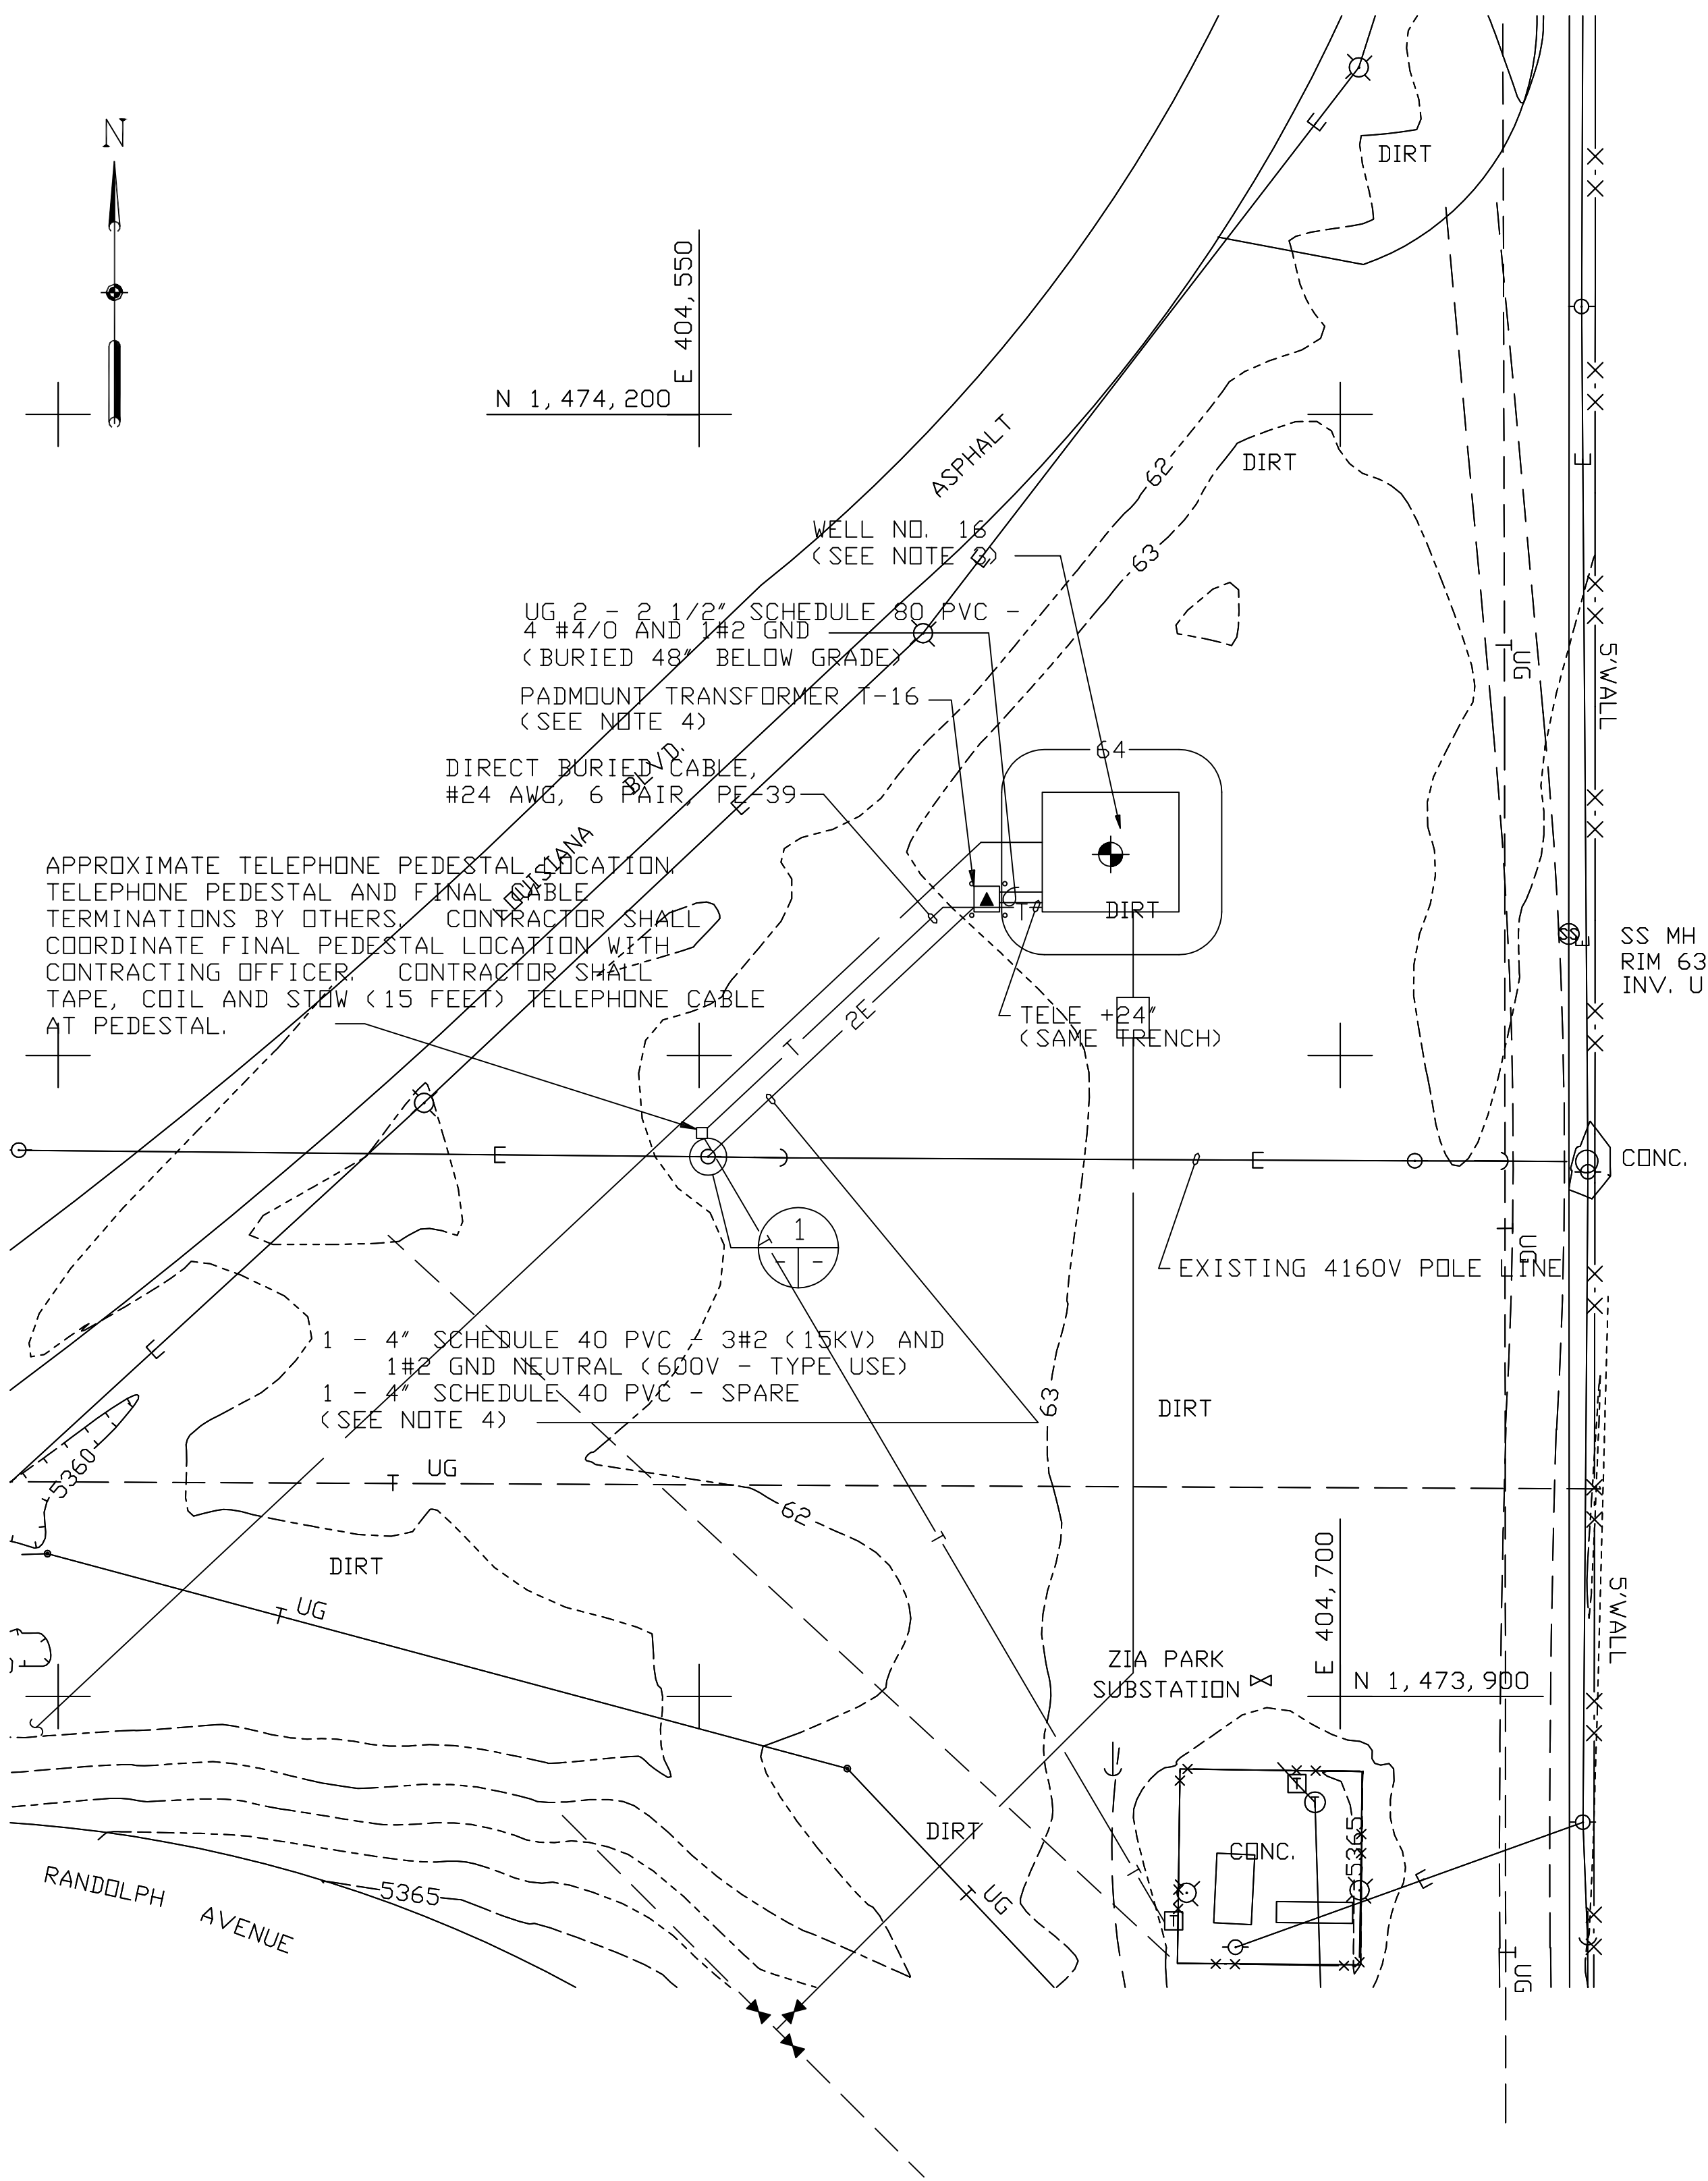 N
DIRT
E 404,550
N 1,474,200
E
ASPHALT
62
DIRT
E
WELL NO. 16
(SEE NOTE 3)
E
63
UG 2 - 2 1/2" SCHEDULE 80 PVC -
4 #4/0 AND 1#2 GND
(BURIED 48" BELOW GRADE)
T
UG
5'WALL
PADMOUNT TRANSFORMER T-16
(SEE NOTE 4)
64
BLVD.
DIRECT BURIED CABLE,
#24 AWG, 6 PAIR, PE-39
E
LOUISIANA
APPROXIMATE TELEPHONE PEDESTAL LOCATION.
TELEPHONE PEDESTAL AND FINAL CABLE
TERMINATIONS BY OTHERS. CONTRACTOR SHALL
COORDINATE FINAL PEDESTAL LOCATION WITH
CONTRACTING OFFICER. CONTRACTOR SHALL
TAPE, COIL AND STOW (15 FEET) TELEPHONE CABLE
AT PEDESTAL.
T
DIRT
SS
E
SS MH
RIM 63
INV. U
2E
T
TELE +24"
(SAME TRENCH)
E
E
CONC.
1
- -
T
T
UG
EXISTING 4160V POLE LINE
E
1 - 4" SCHEDULE 40 PVC - 3#2 (15KV) AND
1#2 GND NEUTRAL (600V - TYPE USE)
1 - 4" SCHEDULE 40 PVC - SPARE
(SEE NOTE 4)
63
DIRT
5360
T
UG
62
T
DIRT
T
UG
E 404,700
5'WALL
ZIA PARK
SUBSTATION
N 1,473,900
T
DIRT
CONC.
5365
T
E
RANDOLPH AVENUE
5365
T
UG
T
T
UG